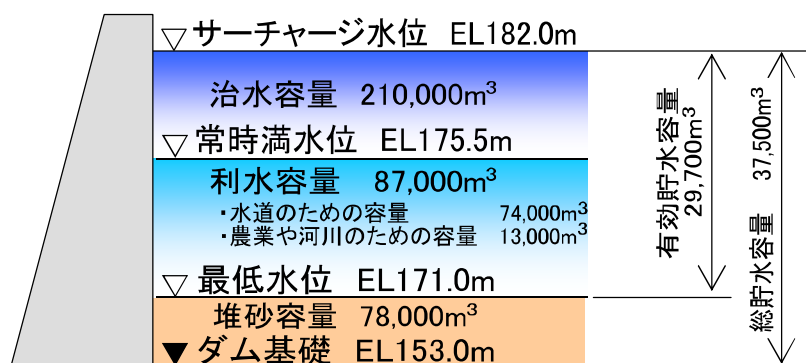 ▽サーチャージ水位 EL182.0m
治水容量 210,000m³
▽常時満水位 EL175.5m
利水容量 87,000m³
・水道のための容量 74,000m³
・農業や河川のための容量 13,000m³
▽最低水位 EL171.0m
堆砂容量 78,000m³
▼ダム基礎 EL153.0m
有効貯水容量
29,700m³
総貯水容量 37,500m³